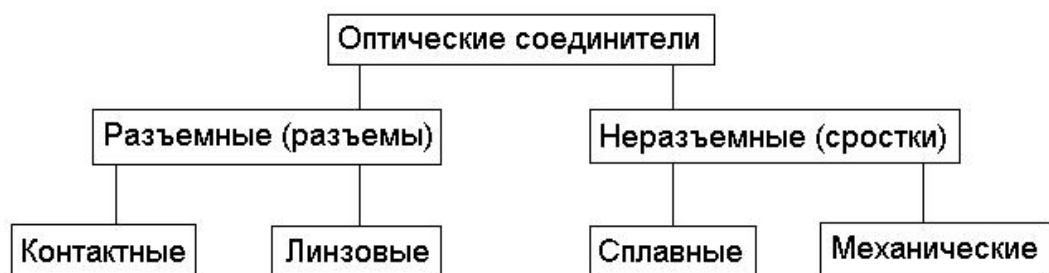 Оптические соединители
Разъемные (разъемы)
Неразъемные (сростки)
Контактные
Линзовые
Сплавные
Механические